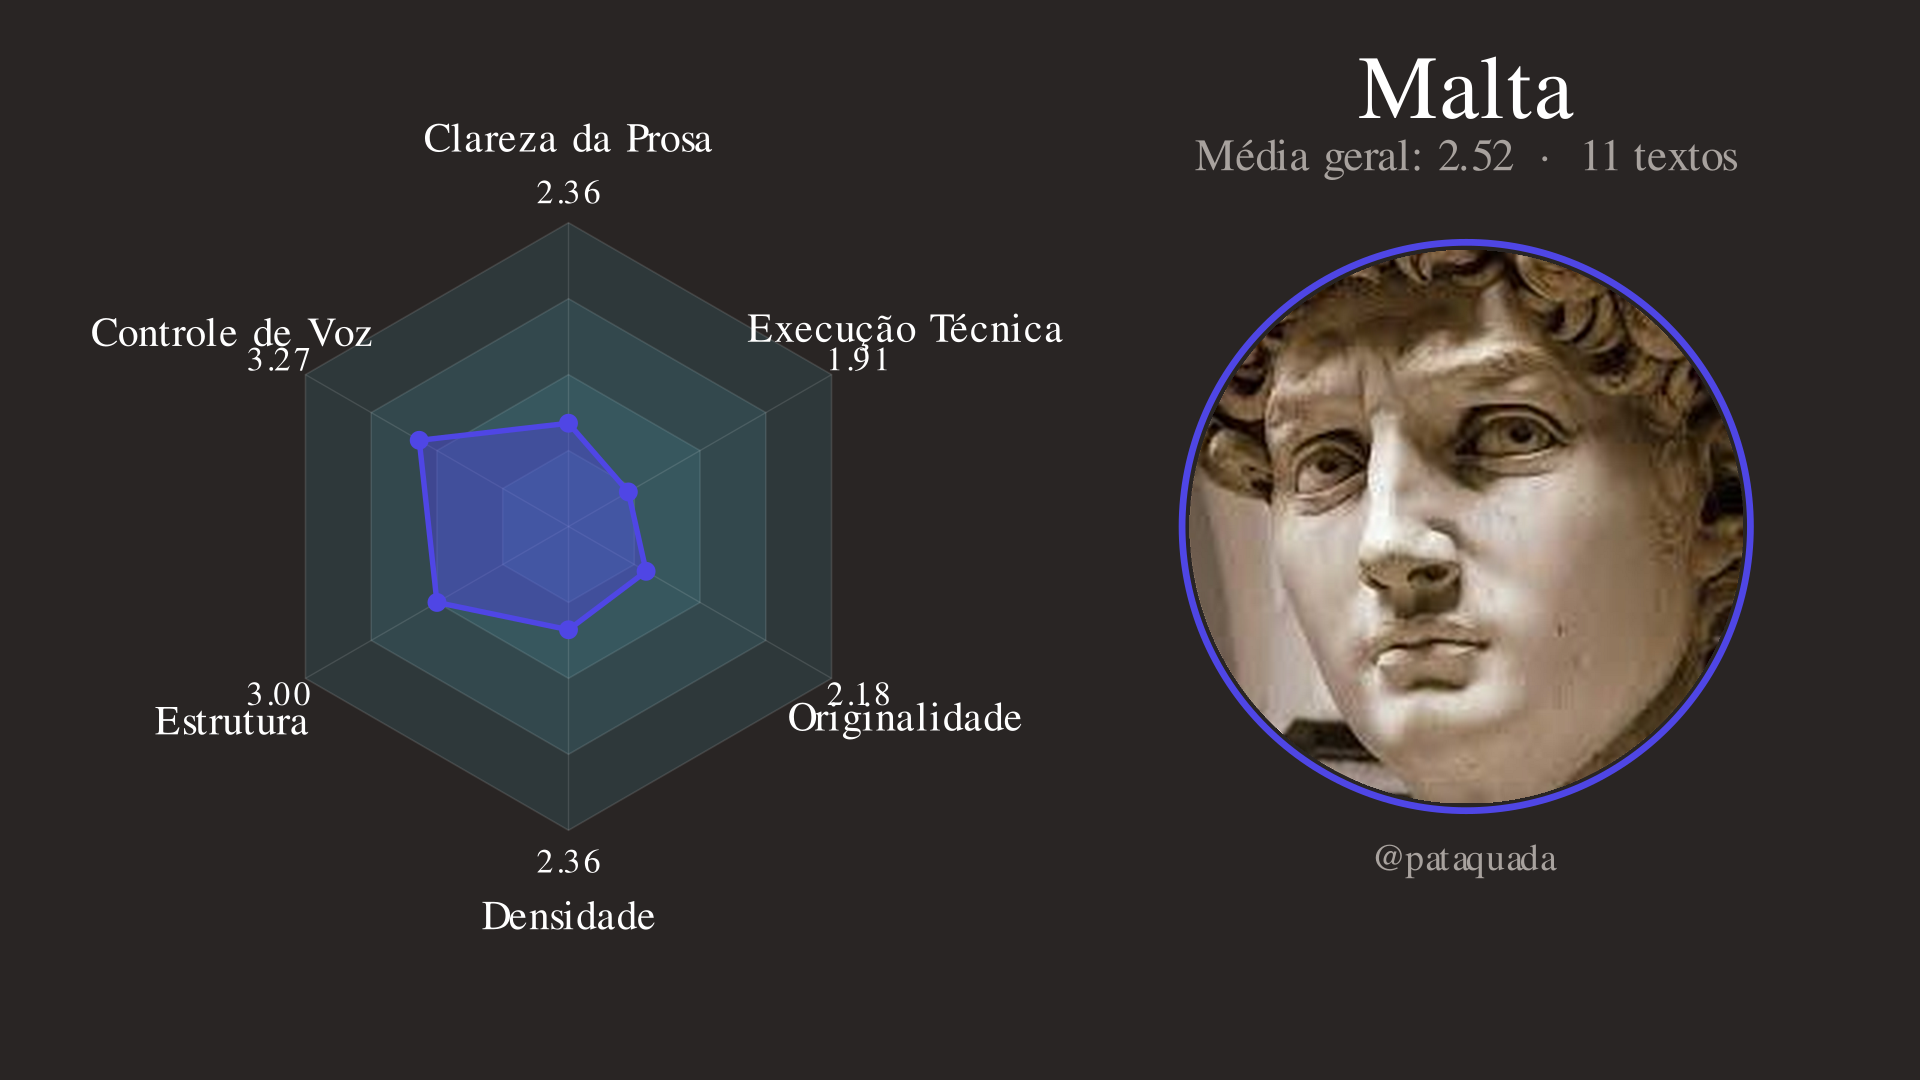 Malta
Média geral: 2.52 · 11 textos
Clareza da Prosa
2.36
Controle de Voz
3.27
Execução Técnica
1.91
3.00
Estrutura
2.18
Originalidade
2.36
Densidade
@pataquada